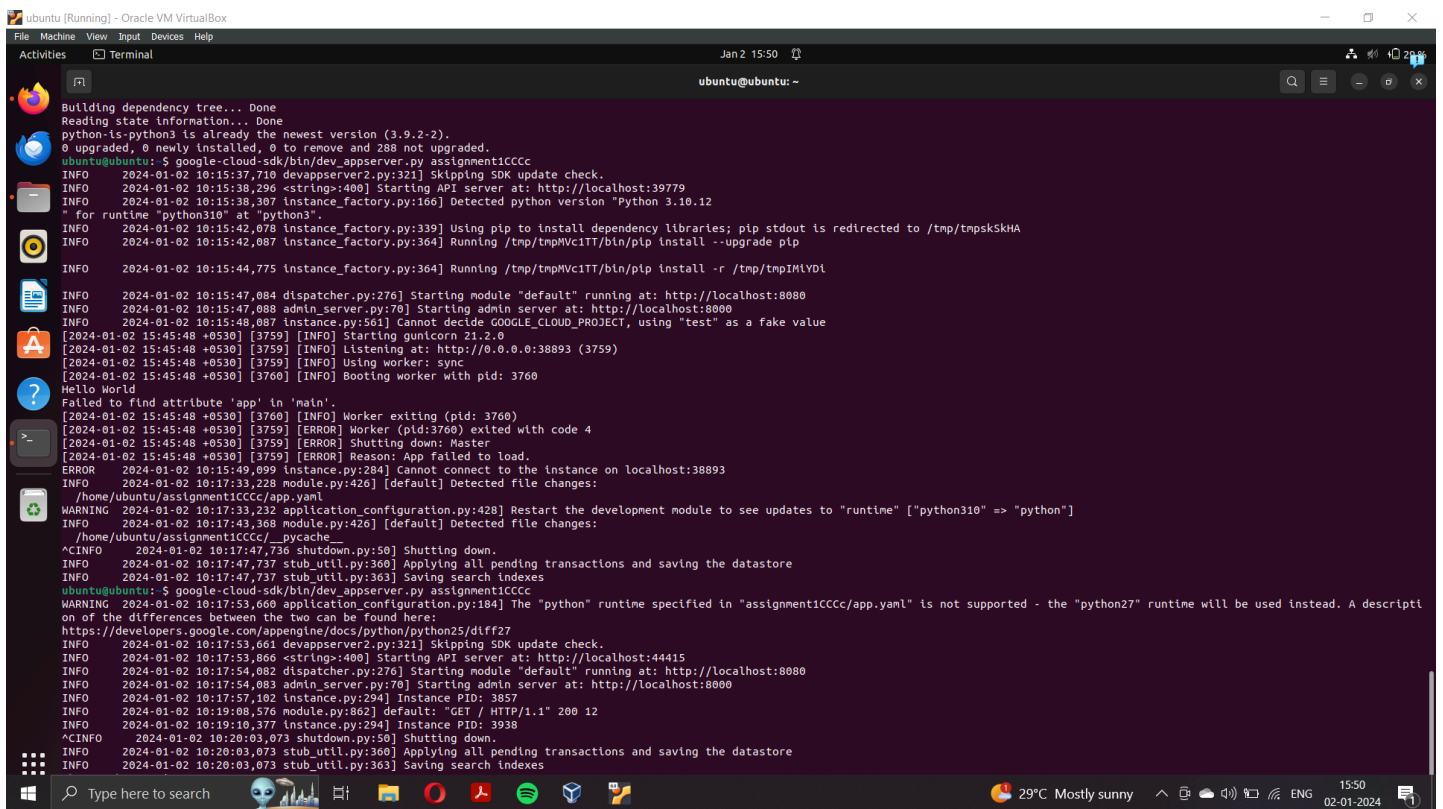 ubuntu [Running] - Oracle VM VirtualBox
File Machine View Input Devices Help
Activities Terminal Jan 2 15:50 29%
ubuntu@ubuntu: ~
Building dependency tree... Done
Reading state information... Done
python-is-python3 is already the newest version (3.9.2-2).
0 upgraded, 0 newly installed, 0 to remove and 288 not upgraded.
ubuntu@ubuntu:~$ google-cloud-sdk/bin/dev_appserver.py assignment1CCCc
INFO     2024-01-02 10:15:37,710 devappserver2.py:321] Skipping SDK update check.
INFO     2024-01-02 10:15:38,296 <string>:400] Starting API server at: http://localhost:39779
INFO     2024-01-02 10:15:38,307 instance_factory.py:166] Detected python version "Python 3.10.12
" for runtime "python310" at "python3".
INFO     2024-01-02 10:15:42,078 instance_factory.py:339] Using pip to install dependency libraries; pip stdout is redirected to /tmp/tmpskSkHA
INFO     2024-01-02 10:15:42,087 instance_factory.py:364] Running /tmp/tmpMVc1TT/bin/pip install --upgrade pip
INFO     2024-01-02 10:15:44,775 instance_factory.py:364] Running /tmp/tmpMVc1TT/bin/pip install -r /tmp/tmpIMiYDi
INFO     2024-01-02 10:15:47,084 dispatcher.py:276] Starting module "default" running at: http://localhost:8080
INFO     2024-01-02 10:15:47,088 admin_server.py:70] Starting admin server at: http://localhost:8000
INFO     2024-01-02 10:15:48,087 instance.py:561] Cannot decide GOOGLE_CLOUD_PROJECT, using "test" as a fake value
[2024-01-02 15:45:48 +0530] [3759] [INFO] Starting gunicorn 21.2.0
[2024-01-02 15:45:48 +0530] [3759] [INFO] Listening at: http://0.0.0.0:38893 (3759)
[2024-01-02 15:45:48 +0530] [3759] [INFO] Using worker: sync
[2024-01-02 15:45:48 +0530] [3760] [INFO] Booting worker with pid: 3760
Hello World
Failed to find attribute 'app' in 'main'.
[2024-01-02 15:45:48 +0530] [3760] [INFO] Worker exiting (pid: 3760)
[2024-01-02 15:45:48 +0530] [3759] [ERROR] Worker (pid:3760) exited with code 4
[2024-01-02 15:45:48 +0530] [3759] [ERROR] Shutting down: Master
[2024-01-02 15:45:48 +0530] [3759] [ERROR] Reason: App failed to load.
ERROR    2024-01-02 10:15:49,099 instance.py:284] Cannot connect to the instance on localhost:38893
INFO     2024-01-02 10:17:33,228 module.py:426] [default] Detected file changes:
  /home/ubuntu/assignment1CCCc/app.yaml
WARNING  2024-01-02 10:17:33,232 application_configuration.py:428] Restart the development module to see updates to "runtime" ["python310" => "python"]
INFO     2024-01-02 10:17:43,368 module.py:426] [default] Detected file changes:
  /home/ubuntu/assignment1CCCc/__pycache__
^CINFO     2024-01-02 10:17:47,736 shutdown.py:50] Shutting down.
INFO     2024-01-02 10:17:47,737 stub_util.py:360] Applying all pending transactions and saving the datastore
INFO     2024-01-02 10:17:47,737 stub_util.py:363] Saving search indexes
ubuntu@ubuntu:~$ google-cloud-sdk/bin/dev_appserver.py assignment1CCCc
WARNING  2024-01-02 10:17:53,660 application_configuration.py:184] The "python" runtime specified in "assignment1CCCc/app.yaml" is not supported - the "python27" runtime will be used instead. A descripti
on of the differences between the two can be found here:
https://developers.google.com/appengine/docs/python/python25/diff27
INFO     2024-01-02 10:17:53,661 devappserver2.py:321] Skipping SDK update check.
INFO     2024-01-02 10:17:53,866 <string>:400] Starting API server at: http://localhost:44415
INFO     2024-01-02 10:17:54,082 dispatcher.py:276] Starting module "default" running at: http://localhost:8080
INFO     2024-01-02 10:17:54,083 admin_server.py:70] Starting admin server at: http://localhost:8000
INFO     2024-01-02 10:17:57,102 instance.py:294] Instance PID: 3857
INFO     2024-01-02 10:19:08,576 module.py:862] default: "GET / HTTP/1.1" 200 12
INFO     2024-01-02 10:19:10,377 instance.py:294] Instance PID: 3938
^CINFO     2024-01-02 10:20:03,073 shutdown.py:50] Shutting down.
INFO     2024-01-02 10:20:03,073 stub_util.py:360] Applying all pending transactions and saving the datastore
INFO     2024-01-02 10:20:03,073 stub_util.py:363] Saving search indexes
Type here to search 29°C Mostly sunny ENG 15:50
02-01-2024